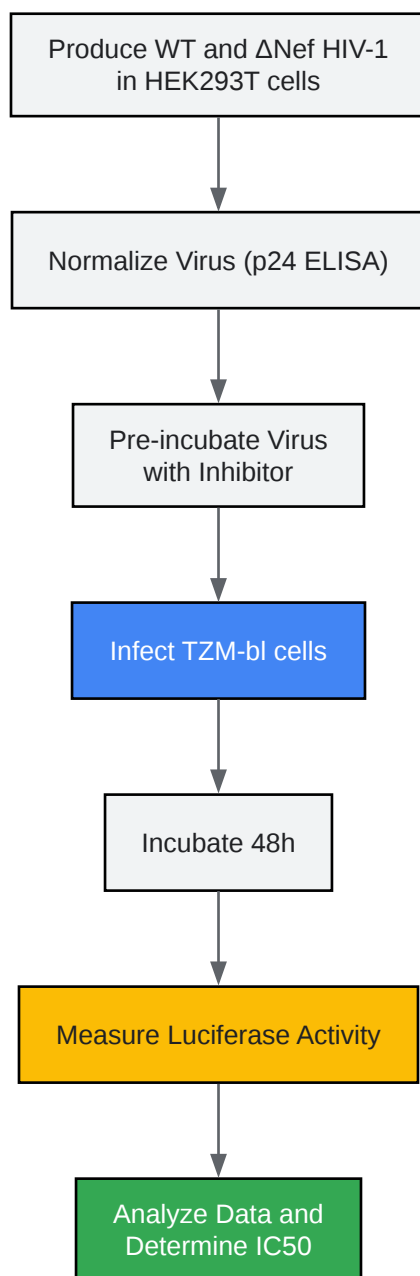 Produce WT and ΔNef HIV-1
in HEK293T cells
Normalize Virus (p24 ELISA)
Pre-incubate Virus
with Inhibitor
Infect TZM-bl cells
Incubate 48h
Measure Luciferase Activity
Analyze Data and
Determine IC50